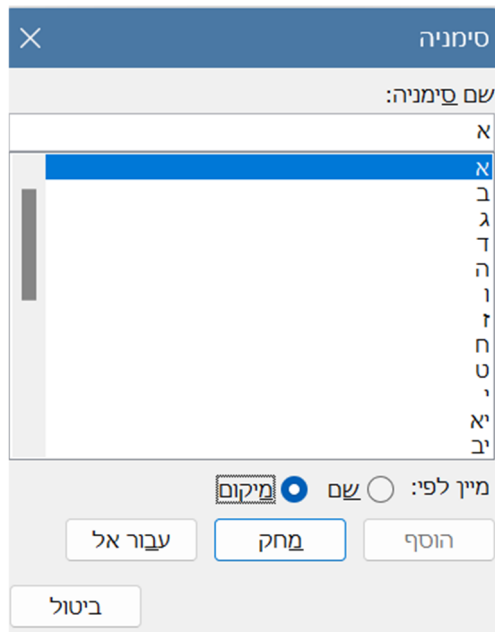 סימניה
שם סימניה:
א
א
ב
ג
ד
ה
ו
ז
ח
ט
י
יא
יב
מיין לפי: שם מיקום
הוסף מחק עבור אל
ביטול